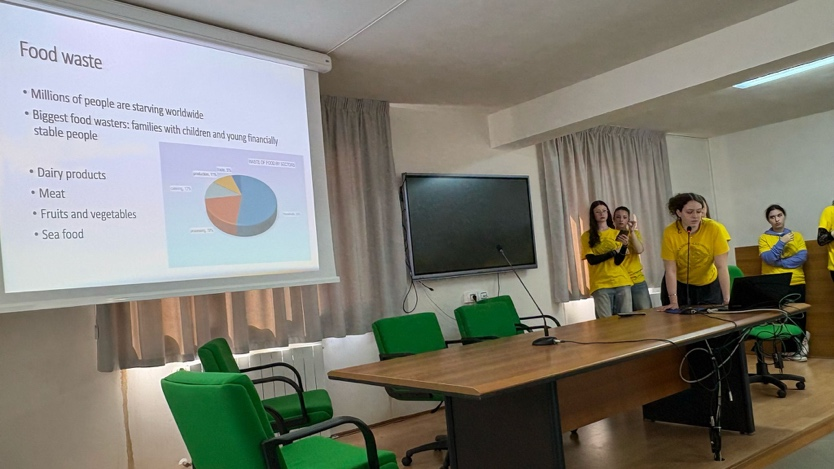 Food waste
• Millions of people are starving worldwide
• Biggest food wasters: families with children and young financially
stable people
• Dairy products
• Meat
• Fruits and vegetables
• Sea food